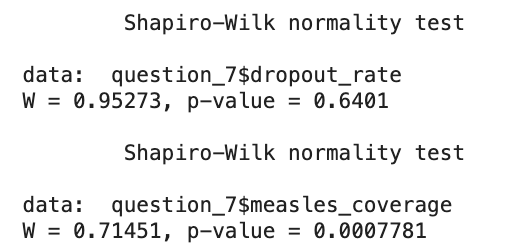 Shapiro-Wilk normality test
data:  question_7$dropout_rate
W = 0.95273, p-value = 0.6401
Shapiro-Wilk normality test
data:  question_7$measles_coverage
W = 0.71451, p-value = 0.0007781